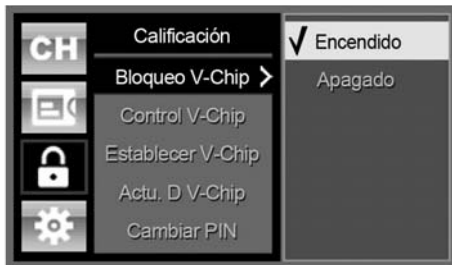 CH
Calificación
Bloqueo V-Chip >
Control V-Chip
Establecer V-Chip
Actu. D V-Chip
Cambiar PIN
Encendido
Apagado